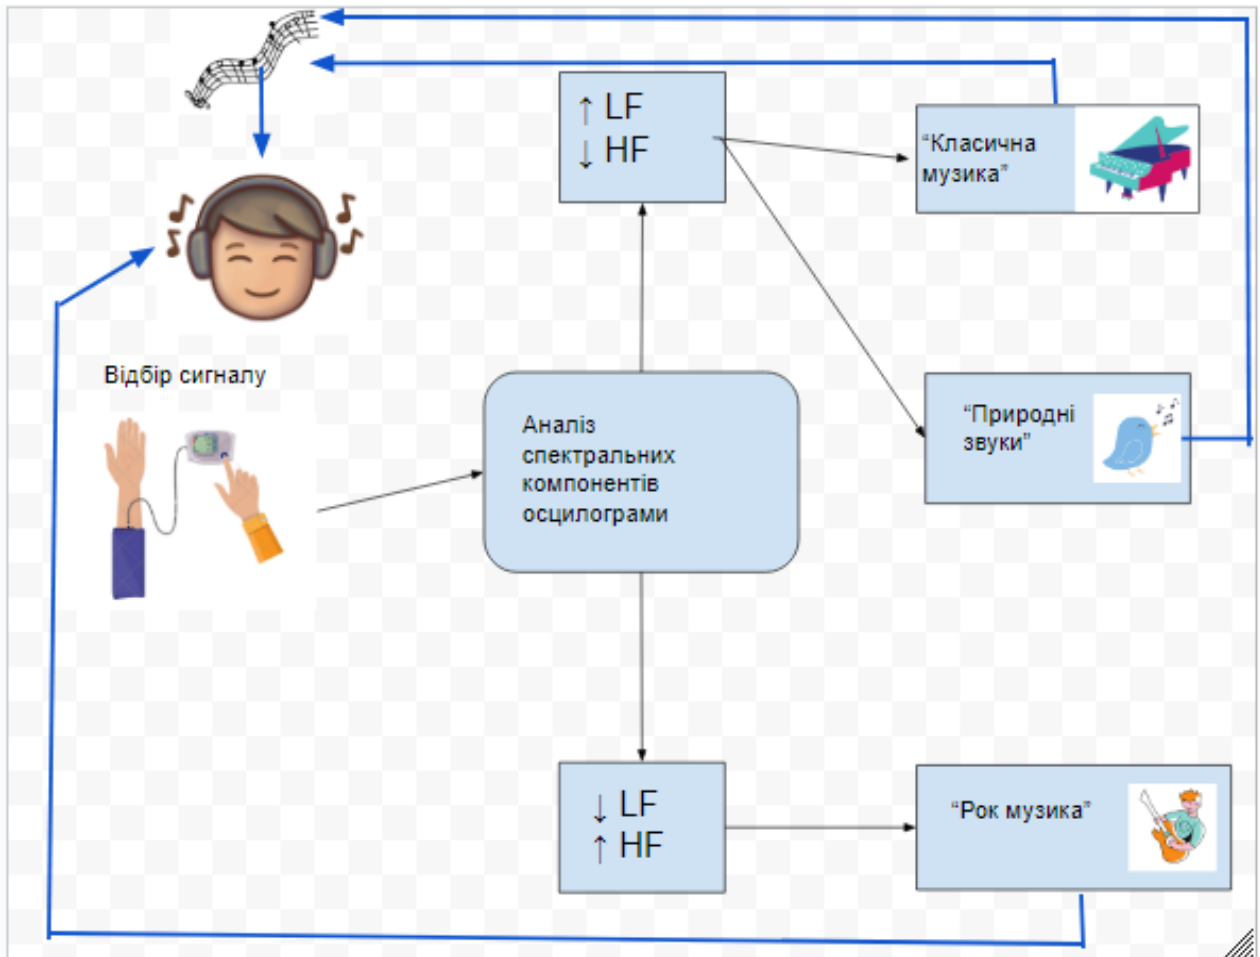 ↑ LF
↓ HF
“Класична
музика”
Відбір сигналу
Аналіз
спектральних
компонентів
осцилограми
“Природні
звуки”
↓ LF
↑ HF
“Рок музика”